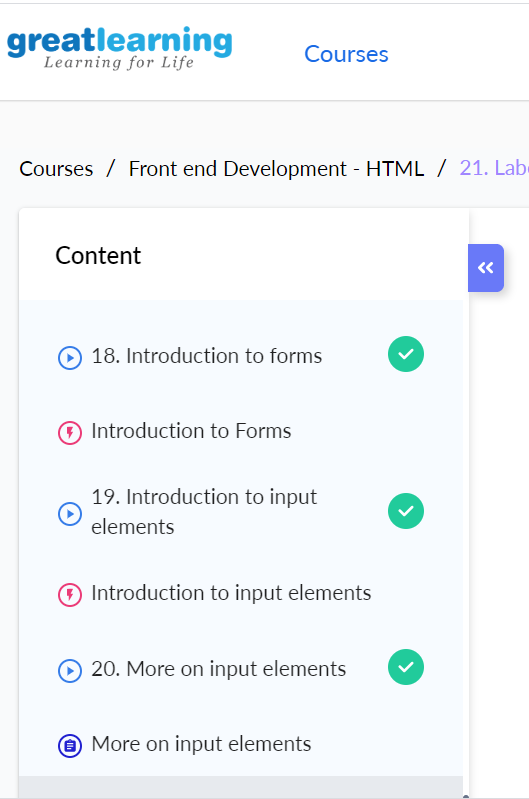 greatlearning
Learning for Life
Courses
Courses / Front end Development - HTML / 21. Lab
Content
18. Introduction to forms
Introduction to Forms
19. Introduction to input
elements
Introduction to input elements
20. More on input elements
More on input elements